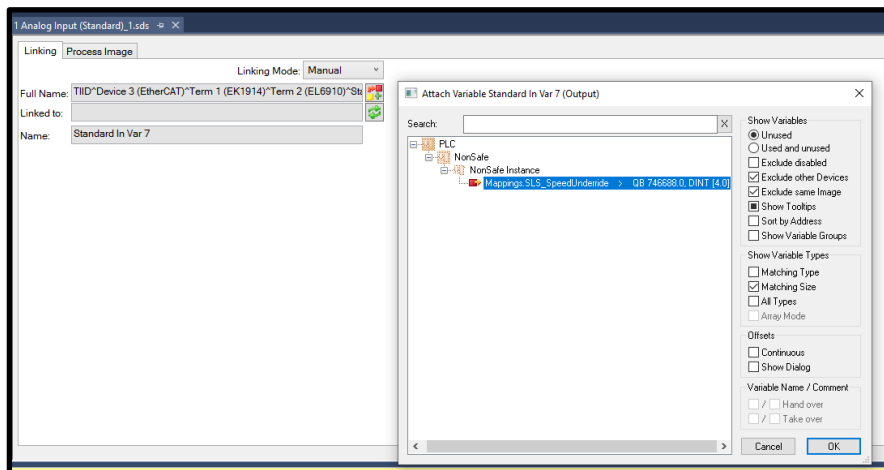 1 Analog Input (Standard)_1.sds
Linking Process Image
Linking Mode: Manual
Full Name: TIID^Device 3 (EtherCAT)^Term 1 (EK1914)^Term 2 (EL6910)^Sta
Linked to:
Name: Standard In Var 7
Attach Variable Standard In Var 7 (Output)
Search: X
PLC
NonSafe
NonSafe Instance
Mappings.SLS_SpeedUnderride > QB 746688.0, DINT [4.0]
Show Variables
Unused
Used and unused
Exclude disabled
Exclude other Devices
Exclude same Image
Show Tooltips
Sort by Address
Show Variable Groups
Show Variable Types
Matching Type
Matching Size
All Types
Array Mode
Offsets
Continuous
Show Dialog
Variable Name / Comment
/ Hand over
/ Take over
Cancel OK